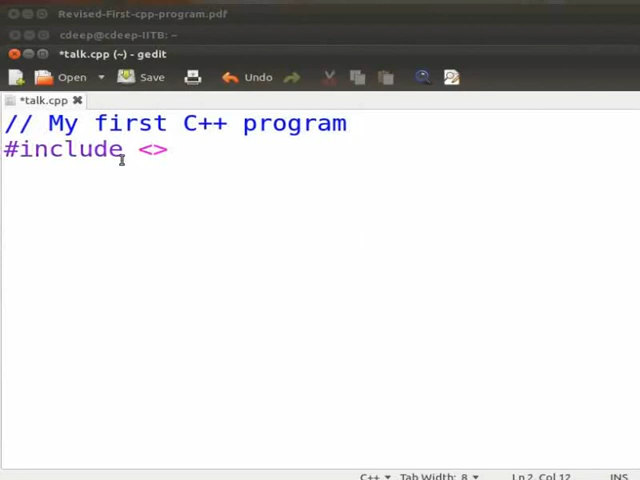 Revised-First-cpp-program.pdf
cdeep@cdeep-IITB: ~
*talk.cpp (~) - gedit
Open Save Undo
*talk.cpp
// My first C++ program
#include <>
C++ Tab Width: 8 Ln 2, Col 12 INS